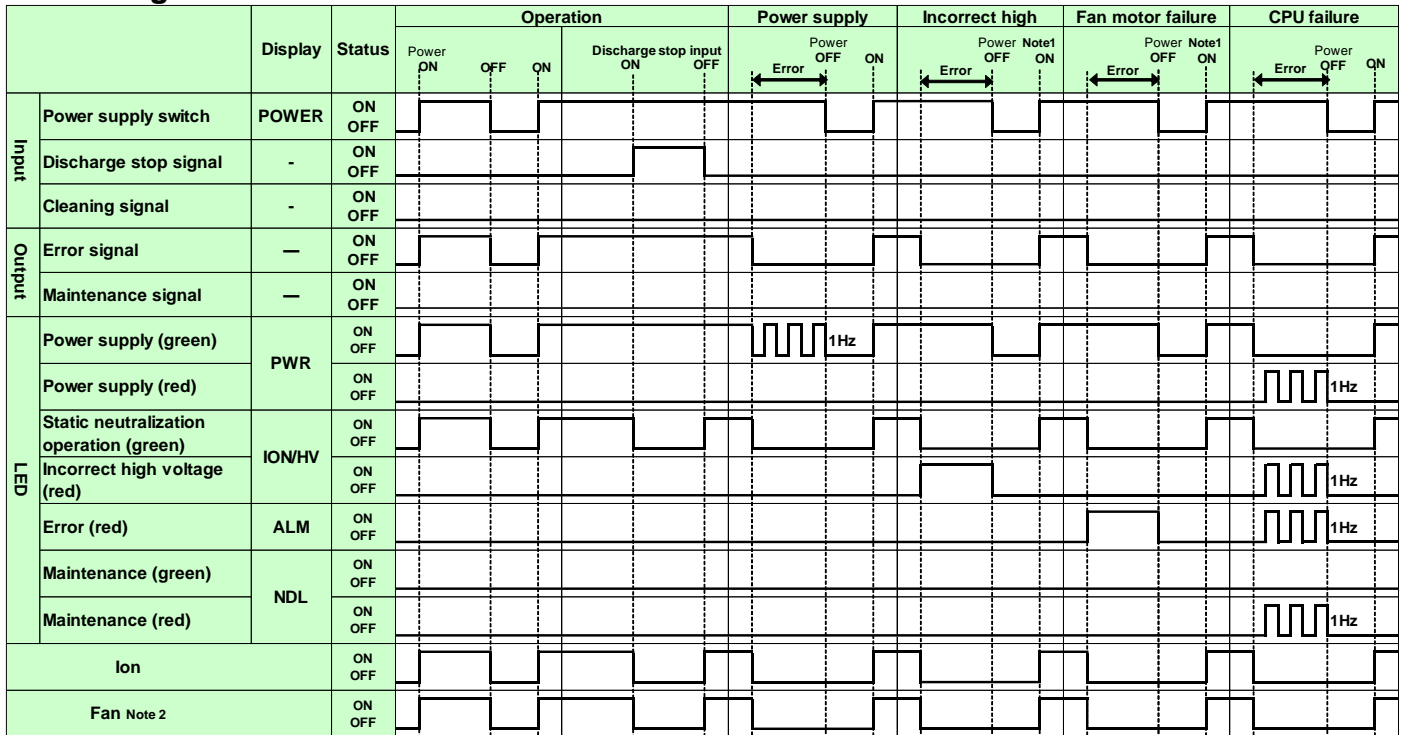 Operation Power supply Incorrect high Fan motor failure CPU failure
Display Status
Power ON OFF ON
Discharge stop input ON OFF
Error Power OFF ON
Error Power OFF Note1 ON
Error Power OFF Note1 ON
Error Power OFF ON
Input
Power supply switch POWER ON OFF
Discharge stop signal - ON OFF
Cleaning signal - ON OFF
Output
Error signal — ON OFF
Maintenance signal — ON OFF
LED
Power supply (green) PWR ON OFF 1Hz
Power supply (red) ON OFF 1Hz
Static neutralization
operation (green) ION/HV ON OFF
Incorrect high voltage
(red) ON OFF 1Hz
Error (red) ALM ON OFF 1Hz
Maintenance (green) NDL ON OFF
Maintenance (red) ON OFF 1Hz
Ion ON OFF
Fan Note 2 ON OFF